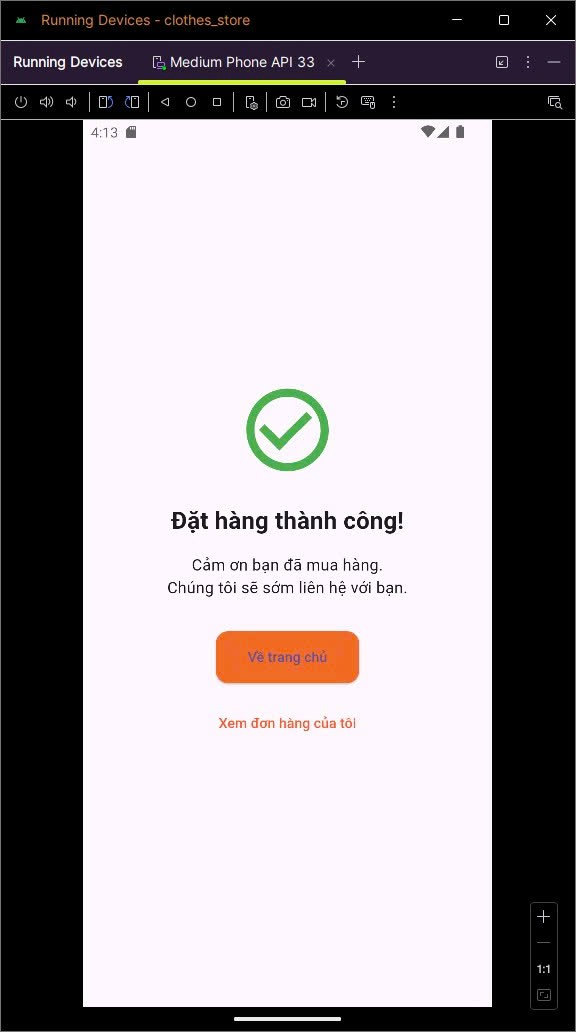 Running Devices - clothes_store
Running Devices
Medium Phone API 33
4:13
Đặt hàng thành công!
Cảm ơn bạn đã mua hàng.
Chúng tôi sẽ sớm liên hệ với bạn.
Về trang chủ
Xem đơn hàng của tôi
1:1